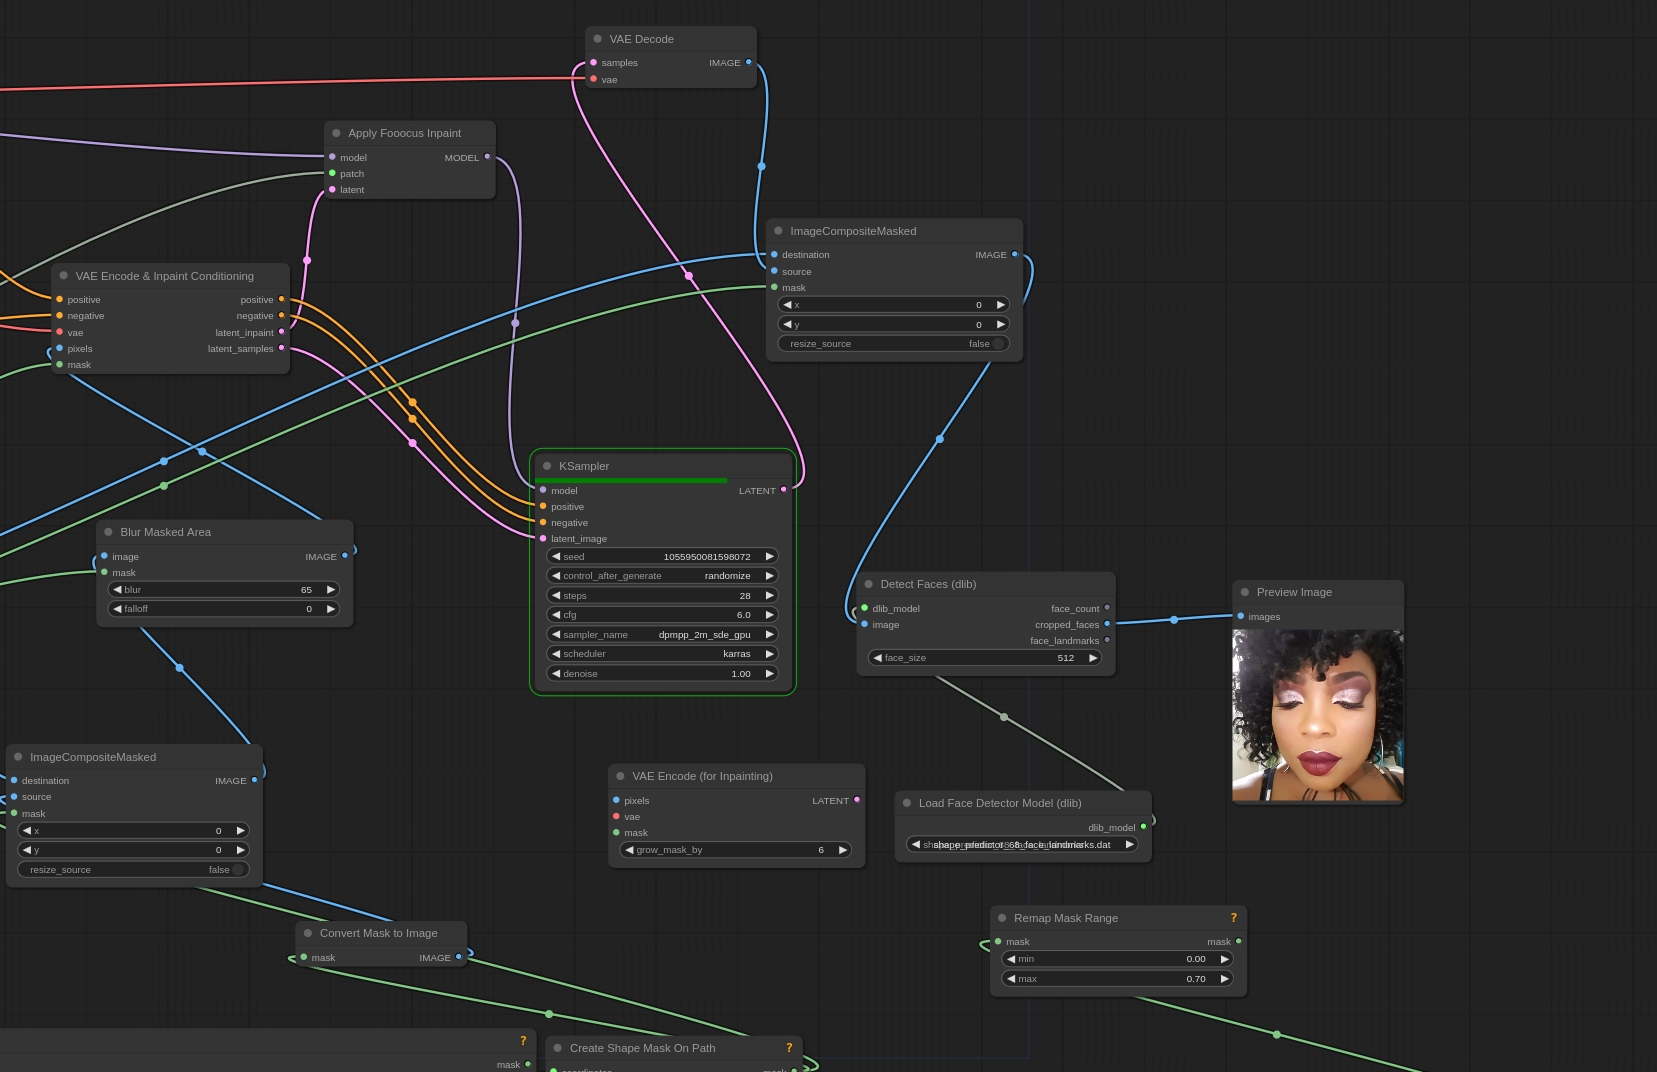 VAE Decode
samples IMAGE
vae
Apply Fooocus Inpaint
model MODEL
patch
latent
ImageCompositeMasked
destination IMAGE
source
mask
x 0
y 0
resize_source false
VAE Encode & Inpaint Conditioning
positive positive
negative negative
vae latent_inpaint
pixels latent_samples
mask
KSampler
model LATENT
positive
negative
latent_image
seed 1055950081598072
control_after_generate randomize
steps 28
cfg 6.0
sampler_name dpmpp_2m_sde_gpu
scheduler karras
denoise 1.00
Blur Masked Area
image IMAGE
mask
blur 65
falloff 0
Detect Faces (dlib)
dlib_model face_count
image cropped_faces
face_landmarks
face_size 512
Preview Image
images
ImageCompositeMasked
destination IMAGE
source
mask
x 0
y 0
resize_source false
VAE Encode (for Inpainting)
pixels LATENT
vae
mask
grow_mask_by 6
Load Face Detector Model (dlib)
dlib_model
shape_predictor_68_face_landmarks.dat
Remap Mask Range ?
mask mask
min 0.00
max 0.70
Convert Mask to Image
mask IMAGE
?
mask
Create Shape Mask On Path ?
coordinates mask